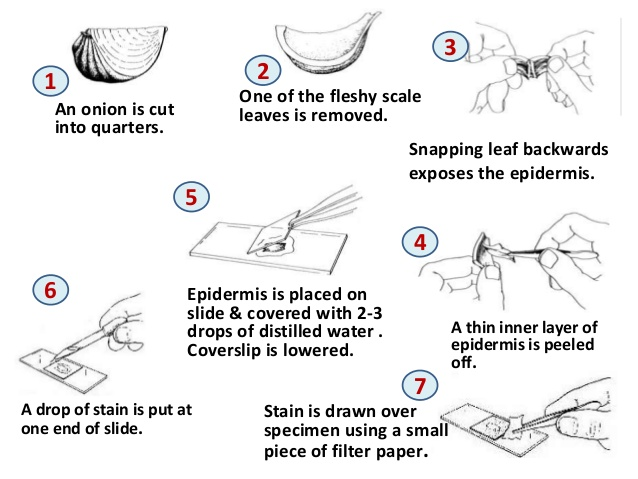 1
An onion is cut
into quarters.
2
One of the fleshy scale
leaves is removed.
3
Snapping leaf backwards
exposes the epidermis.
4
A thin inner layer of
epidermis is peeled
off.
5
Epidermis is placed on
slide & covered with 2-3
drops of distilled water .
Coverslip is lowered.
6
A drop of stain is put at
one end of slide.
7
Stain is drawn over
specimen using a small
piece of filter paper.